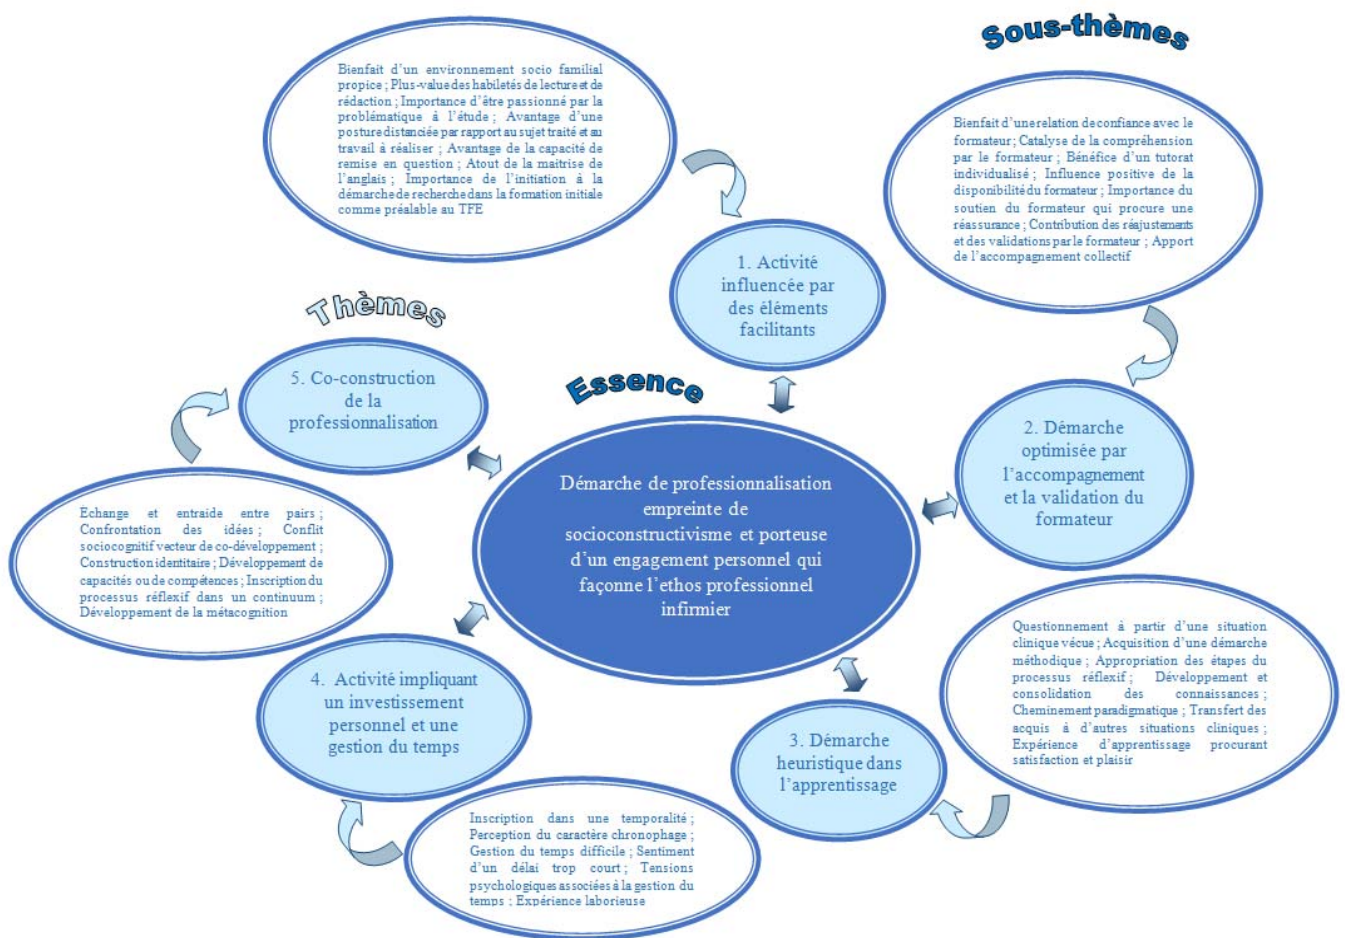 Sous-thèmes
Bienfait d'un environnement socio familial
propice ; Plus-value des habiletés de lecture et de
rédaction ; Importance d'être passionné par la
problématique à l'étude ; Avantage d'une
posture distanciée par rapport au sujet traité et au
travail à réaliser ; Avantage de la capacité de
remise en question ; Atout de la maitrise de
l'anglais ; Importance de l'initiation à la
démarche de recherche dans la formation initiale
comme préalable au TFE
Bienfait d'une relation de confiance avec le
formateur ; Catalyse de la compréhension
par le formateur ; Bénéfice d'un tutorat
individualisé ; Influence positive de la
disponibilité du formateur ; Importance du
soutien du formateur qui procure une
réassurance ; Contribution des réajustements
et des validations par le formateur ; Apport
de l'accompagnement collectif
1. Activité
influencée par
des éléments
facilitants
Thèmes
5. Co-construction
de la
professionnalisation
Essence
2. Démarche
optimisée par
l'accompagnement
et la validation du
formateur
Démarche de professionnalisation
empreinte de
socioconstructivisme et porteuse
d'un engagement personnel qui
façonne l'ethos professionnel
infirmier
Echange et entraide entre pairs ;
Confrontation des idées ; Conflit
sociocognitif vecteur de co-développement ;
Construction identitaire ; Développement de
capacités ou de compétences ; Inscription du
processus réflexif dans un continuum ;
Développement de la métacognition
Questionnement à partir d'une situation
clinique vécue ; Acquisition d'une démarche
méthodique ; Appropriation des étapes du
processus réflexif ; Développement et
consolidation des connaissances ;
Cheminement paradigmatique ; Transfert des
acquis à d'autres situations cliniques ;
Expérience d'apprentissage procurant
satisfaction et plaisir
4. Activité impliquant
un investissement
personnel et une
gestion du temps
3. Démarche
heuristique dans
l'apprentissage
Inscription dans une temporalité ;
Perception du caractère chronophage ;
Gestion du temps difficile ; Sentiment
d'un délai trop court ; Tensions
psychologiques associées à la gestion du
temps ; Expérience laborieuse